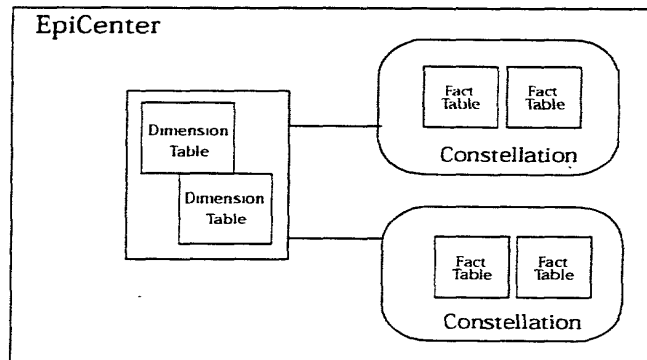 EpiCenter
Dimension
Table
Dimension
Table
Fact
Table
Fact
Table
Constellation
Fact
Table
Fact
Table
Constellation